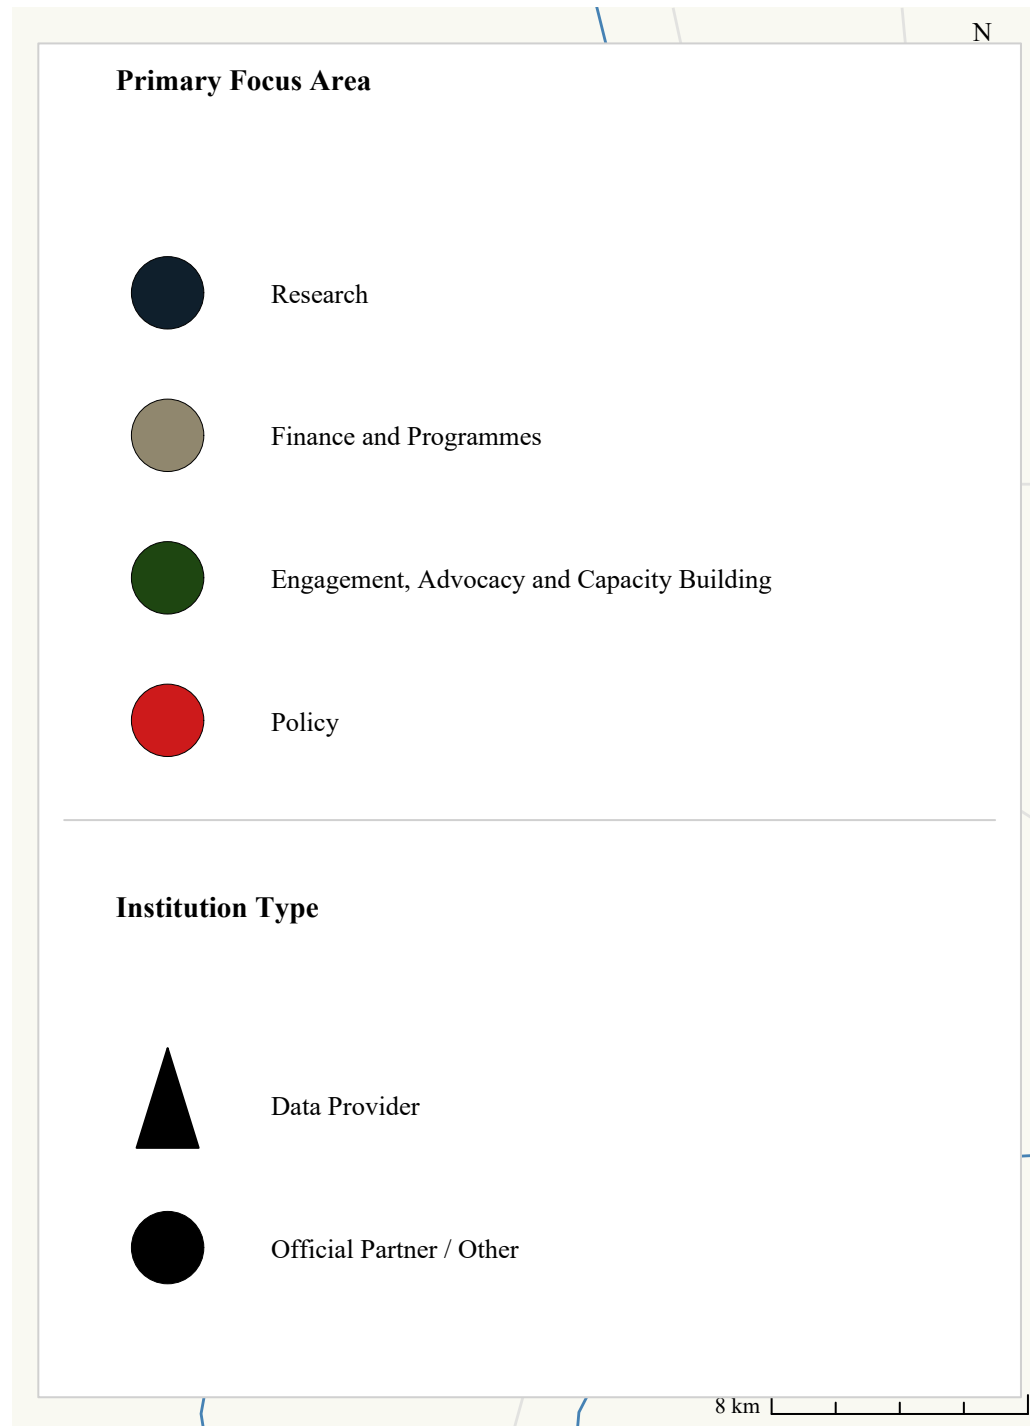 N
Primary Focus Area
Research
Finance and Programmes
Engagement, Advocacy and Capacity Building
Policy
Institution Type
Data Provider
Official Partner / Other
8 km